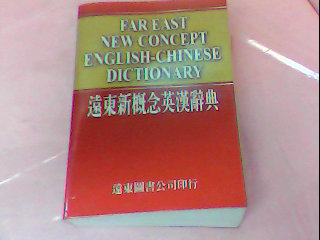 FAR EAST
NEW CONCEPT
ENGLISH-CHINESE
DICTIONARY
遠東新概念英漢辭典
遠東圖書公司印行